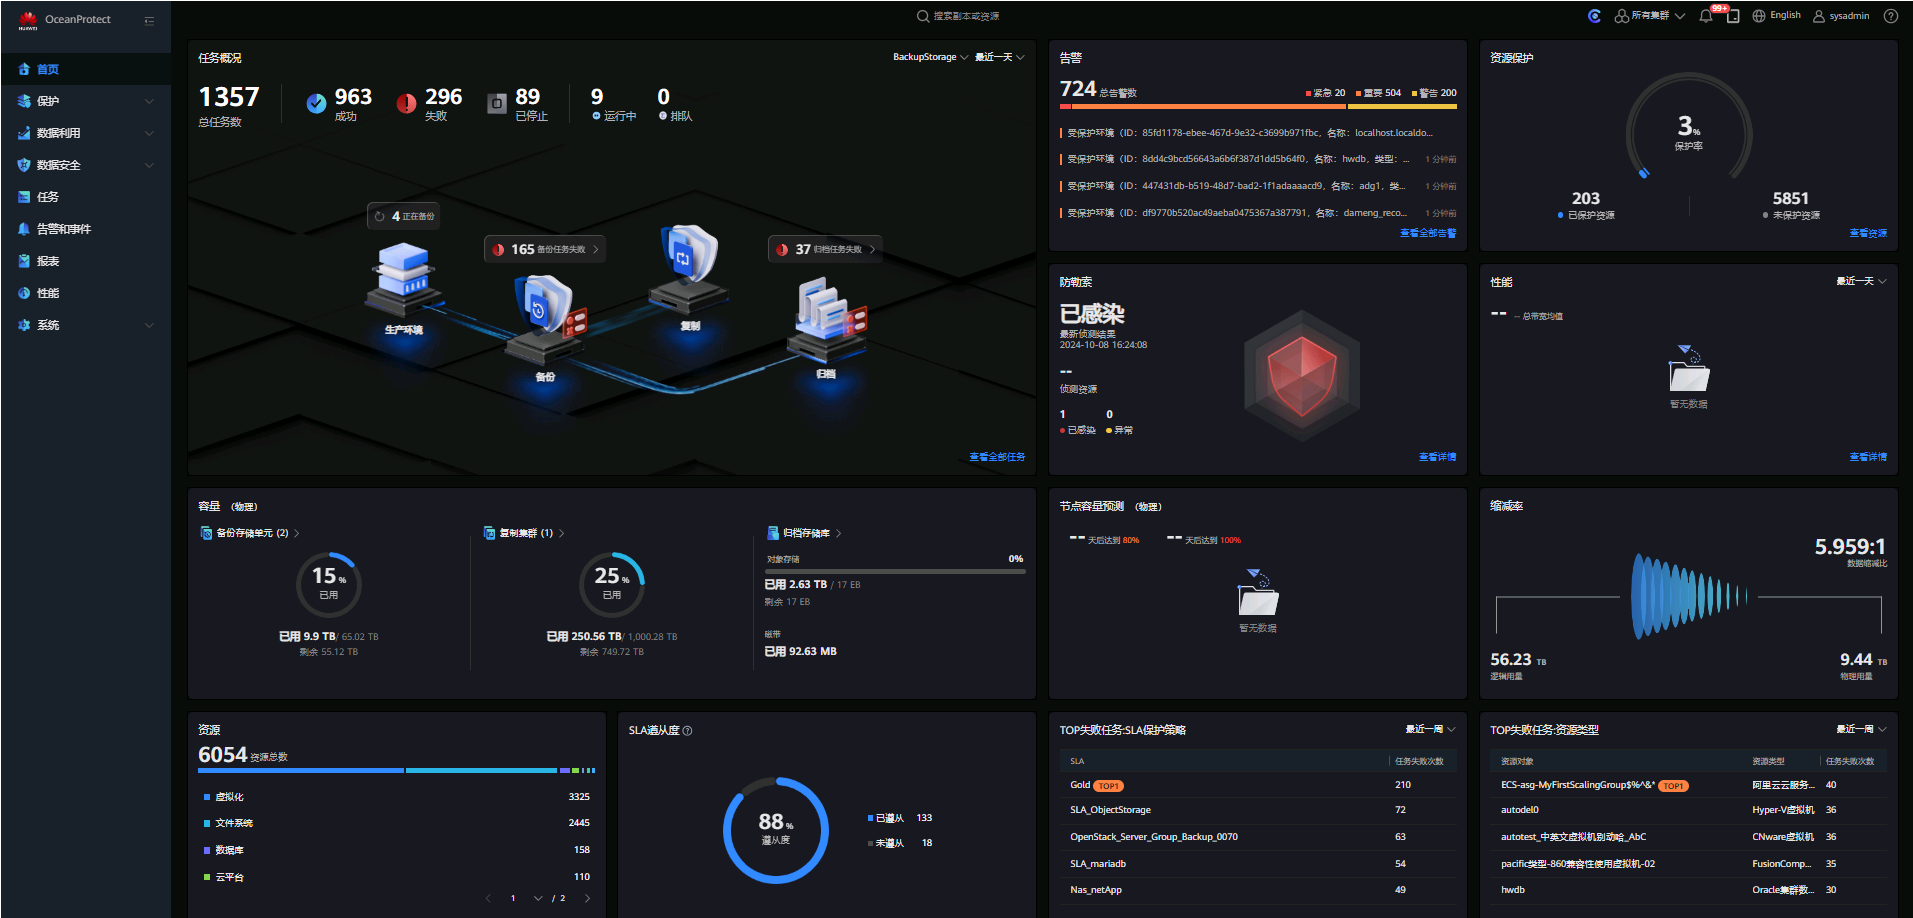 HUAWEI
OceanProtect
搜索副本或资源
所有集群
99+
English
sysadmin
首页
保护
数据利用
数据安全
任务
告警和事件
报表
性能
系统
任务概况
BackupStorage 最近一天
1357
总任务数
963
成功
296
失败
89
已停止
9
运行中
0
排队
4 正在备份
165 备份任务失败
37 归档任务失败
生产环境
备份
复制
归档
查看全部任务
告警
724 总告警数
紧急 20 重要 504 警告 200
受保护环境（ID：85fd1178-ebee-467d-9e32-c3699b971fbc，名称：localhost.localdo...
受保护环境（ID：8dd4c9bcd56643a6b6f387d1dd5b64f0，名称：hwdb，类型：... 1 分钟前
受保护环境（ID：447431db-b519-48d7-bad2-1f1adaaaacd9，名称：adg1，类... 1 分钟前
受保护环境（ID：df9770b520ac49aeba0475367a387791，名称：dameng_reco... 1 分钟前
查看全部告警
资源保护
3%
保护率
203
已保护资源
5851
未保护资源
查看资源
防勒索
已感染
最新侦测结果
2024-10-08 16:24:08
--
侦测资源
1
已感染
0
异常
查看详情
性能
最近一天
-- -- 总带宽均值
暂无数据
查看详情
容量 （物理）
备份存储单元 (2)
15%
已用
已用 9.9 TB/ 65.02 TB
剩余 55.12 TB
复制集群 (1)
25%
已用
已用 250.56 TB/ 1,000.28 TB
剩余 749.72 TB
归档存储库
对象存储 0%
已用 2.63 TB / 17 EB
剩余 17 EB
磁带
已用 92.63 MB
节点容量预测 （物理）
-- 天后达到 80%
-- 天后达到 100%
暂无数据
缩减率
5.959:1
数据缩减比
56.23 TB
逻辑用量
9.44 TB
物理用量
资源
6054 资源总数
虚拟化 3325
文件系统 2445
数据库 158
云平台 110
1 / 2
SLA遵从度
88%
遵从度
已遵从 133
未遵从 18
TOP失败任务:SLA保护策略
最近一周
SLA 任务失败次数
Gold TOP1 210
SLA_ObjectStorage 72
OpenStack_Server_Group_Backup_0070 63
SLA_mariadb 54
Nas_netApp 49
TOP失败任务:资源类型
最近一周
资源对象 资源类型 任务失败次数
ECS-asg-MyFirstScalingGroup$%^&* TOP1 阿里云云服务... 40
autodel0 Hyper-V虚拟机 36
autotest_中英文虚拟机别动哈_AbC CNware虚拟机 36
pacific类型-860兼容性使用虚拟机-02 FusionComp... 35
hwdb Oracle集群数... 30